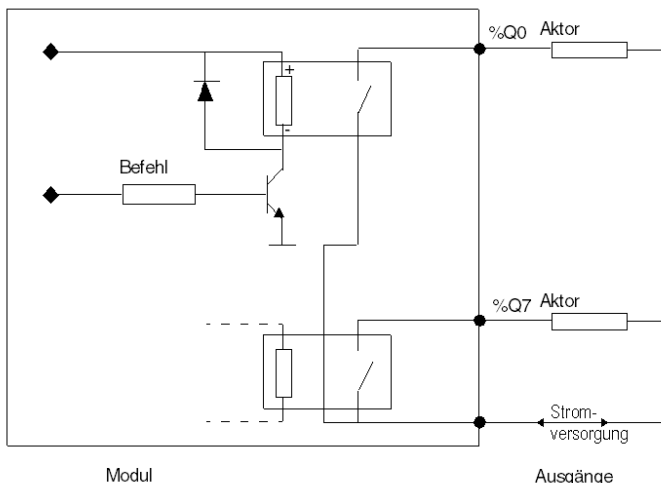 %Q0 Aktor
+
-
Befehl
%Q7 Aktor
Strom-
versorgung
Modul
Ausgänge